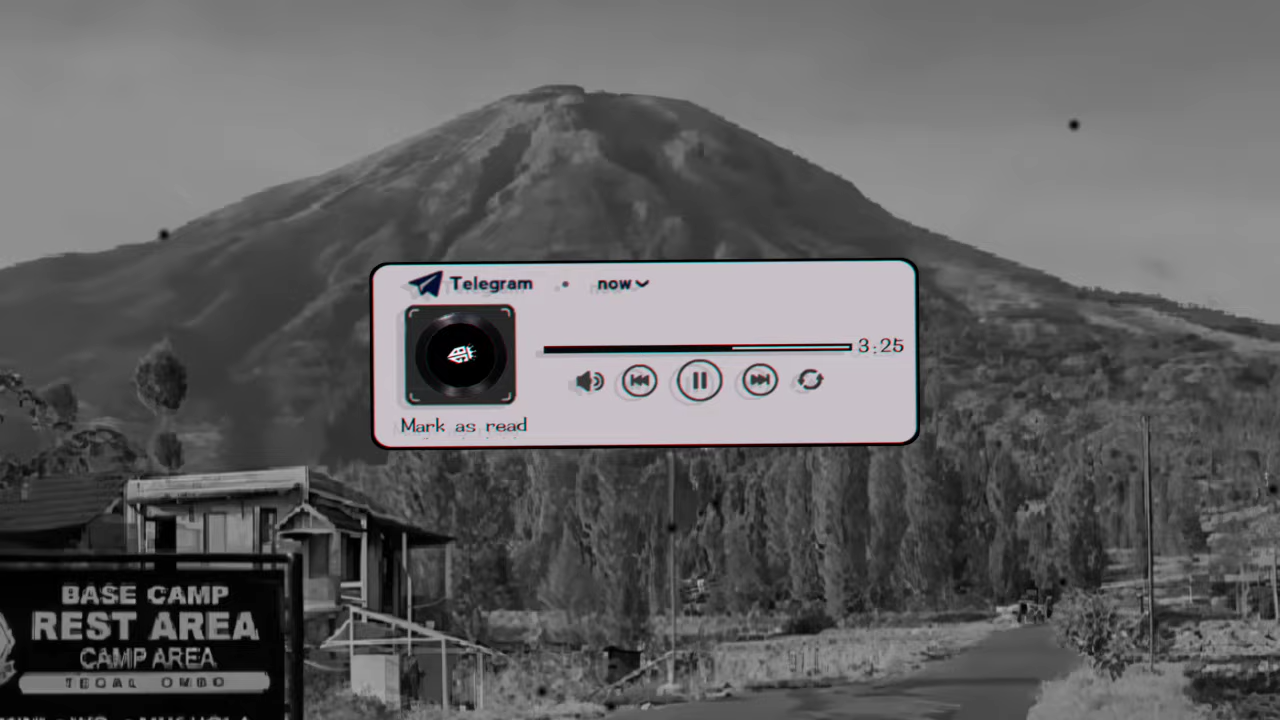 Telegram • now
3:25
Mark as read
BASE CAMP
REST AREA
CAMP AREA
TEGAL OMBO